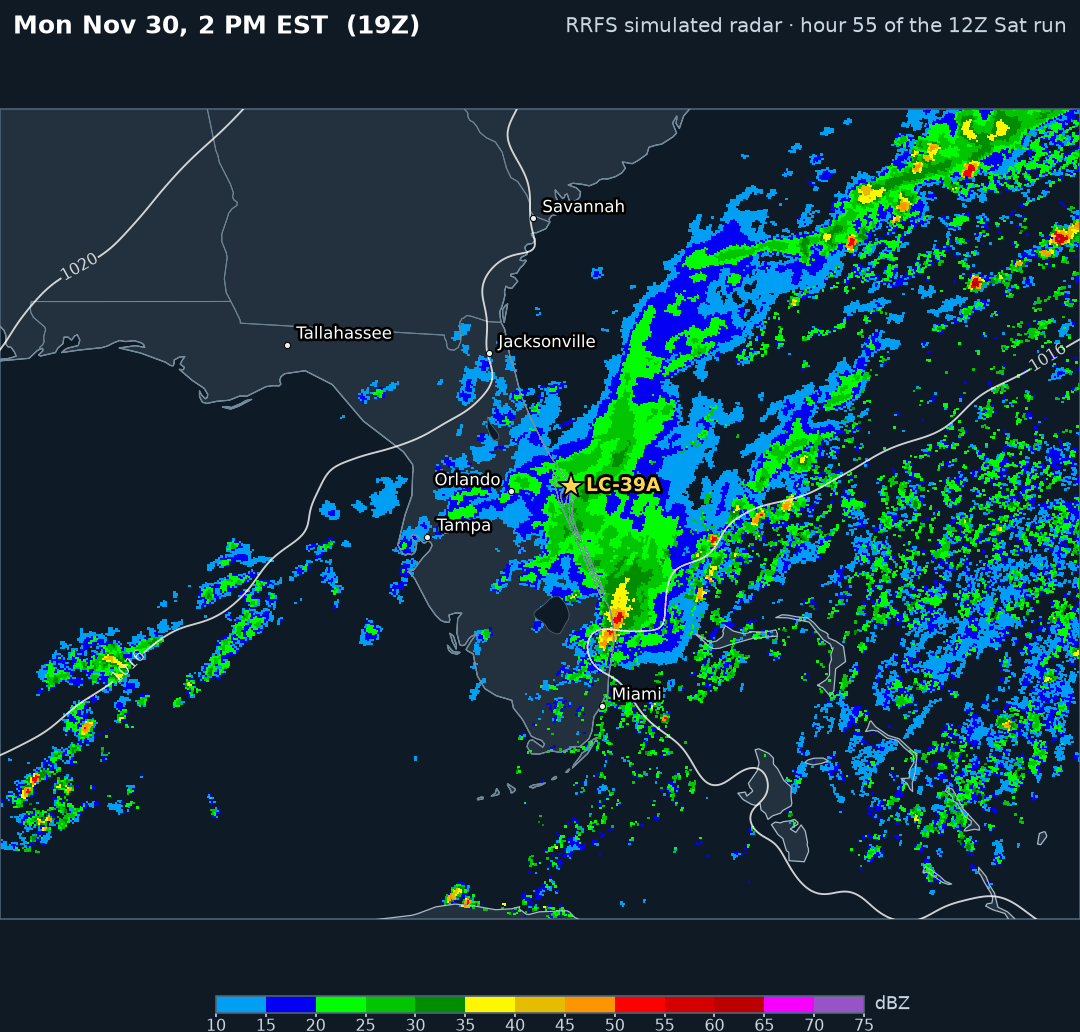 Mon Nov 30, 2 PM EST (19Z)
RRFS simulated radar · hour 55 of the 12Z Sat run
Savannah
1020
Tallahassee
Jacksonville
1016
Orlando
LC-39A
Tampa
Miami
dBZ
10 15 20 25 30 35 40 45 50 55 60 65 70 75